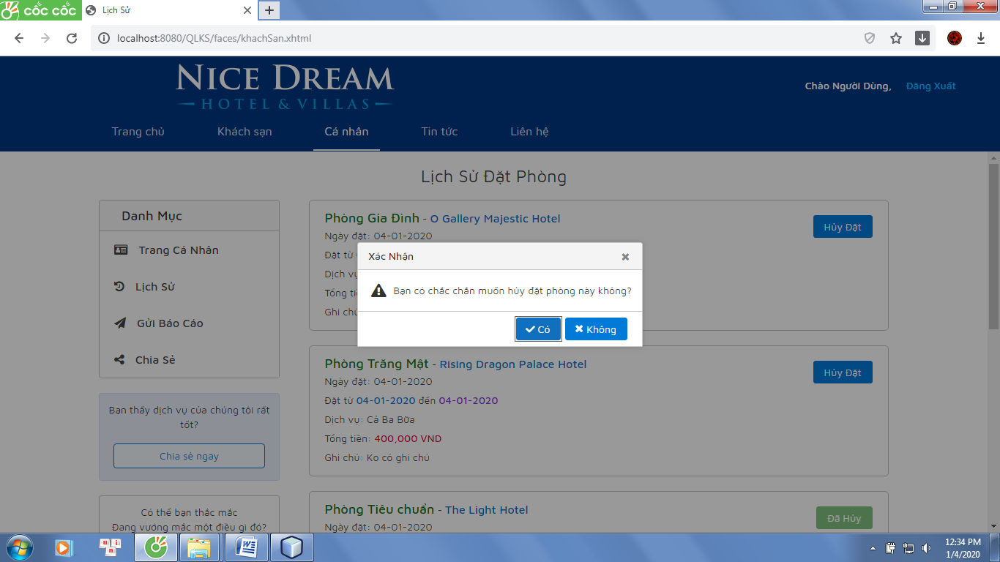 cốc cốc
Lịch Sử
localhost:8080/QLKS/faces/khachSan.xhtml
NICE DREAM
HOTEL & VILLAS
Chào Người Dùng,
Đăng Xuất
Trang chủ
Khách sạn
Cá nhân
Tin tức
Liên hệ
Lịch Sử Đặt Phòng
Danh Mục
Trang Cá Nhân
Lịch Sử
Gửi Báo Cáo
Chia Sẻ
Bạn thấy dịch vụ của chúng tôi rất
tốt?
Chia sẻ ngay
Có thể bạn thắc mắc
Đang vướng mắc một điều gì đó?
Phòng Gia Đình - O Gallery Majestic Hotel
Hủy Đặt
Ngày đặt: 04-01-2020
Đặt từ
Dịch vụ
Tổng
Ghi
Xác Nhận
Bạn có chắc chắn muốn hủy đặt phòng này không?
Có
Không
Phòng Trăng Mật - Rising Dragon Palace Hotel
Hủy Đặt
Ngày đặt: 04-01-2020
Đặt từ 04-01-2020 đến 04-01-2020
Dịch vụ: Cả Ba Bữa
Tổng tiền: 400,000 VND
Ghi chú: Ko có ghi chú
Phòng Tiêu chuẩn - The Light Hotel
Đã Hủy
Ngày đặt: 04-01-2020
12:34 PM
1/4/2020